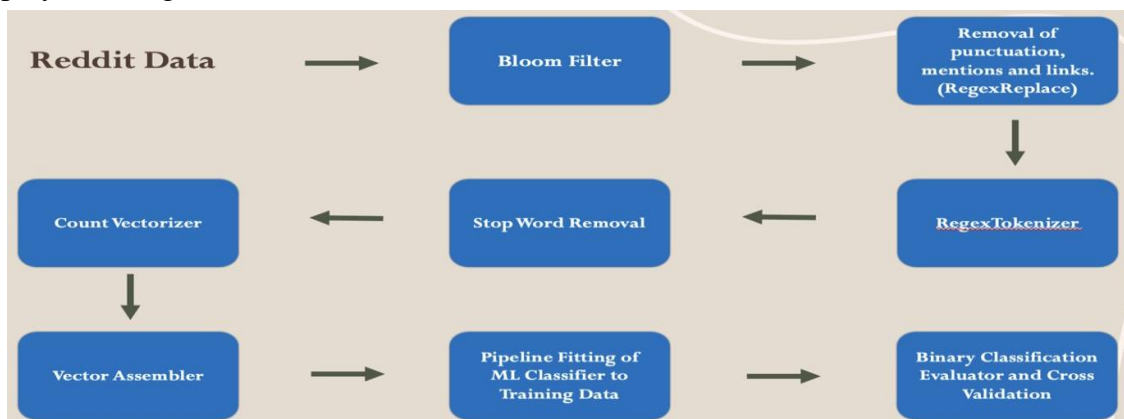 Reddit Data
Bloom Filter
Removal of
punctuation,
mentions and links.
(RegexReplace)
RegexTokenizer
Stop Word Removal
Count Vectorizer
Vector Assembler
Pipeline Fitting of
ML Classifier to
Training Data
Binary Classification
Evaluator and Cross
Validation